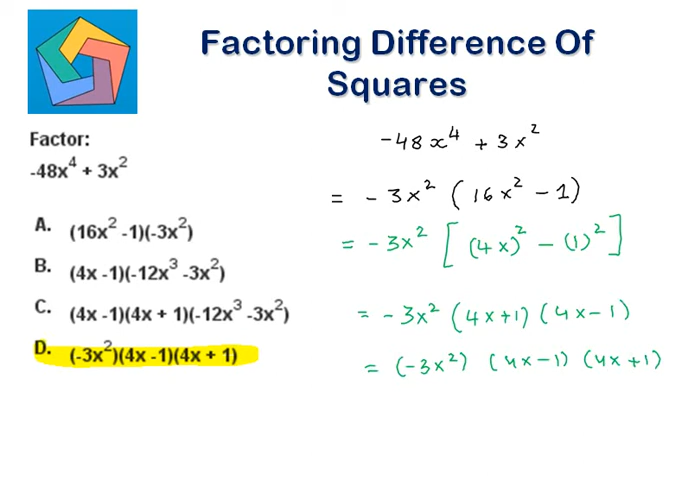 Factoring Difference Of
Squares
Factor:
-48x⁴ + 3x²
A. (16x² -1)(-3x²)
B. (4x -1)(-12x³ -3x²)
C. (4x -1)(4x + 1)(-12x³ -3x²)
D. (-3x²)(4x -1)(4x + 1)
-48x⁴ + 3x²
= -3x² (16x² - 1)
= -3x² [(4x)² - (1)²]
= -3x² (4x+1) (4x-1)
= (-3x²) (4x-1) (4x+1)